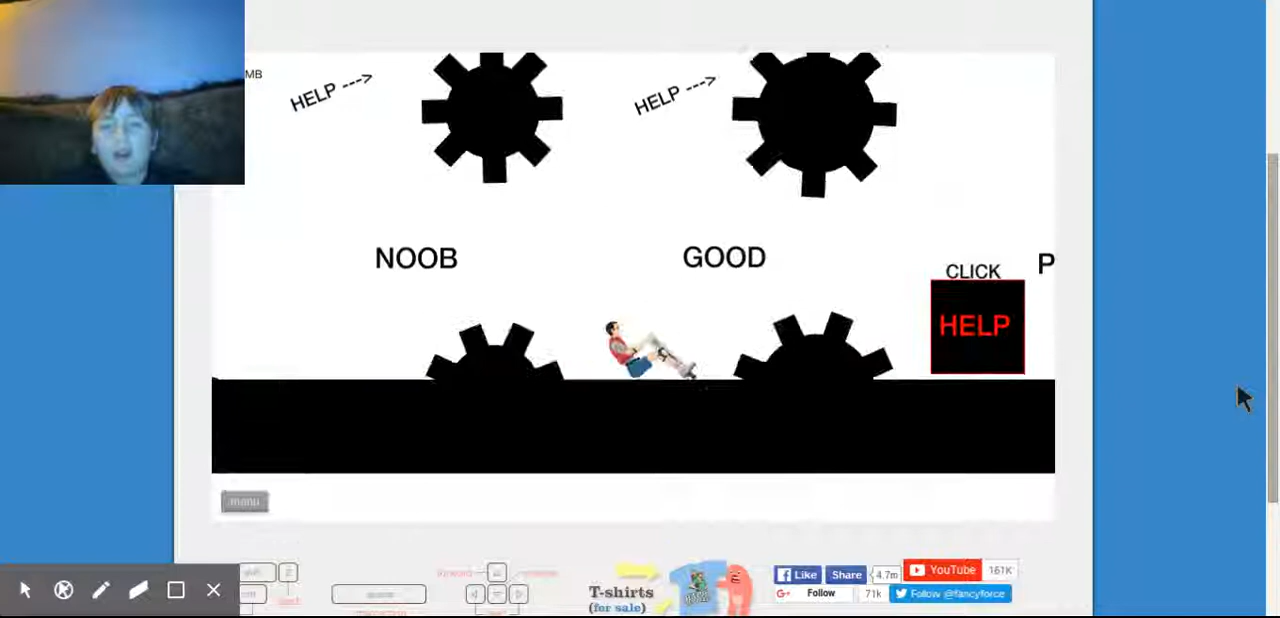 MB
HELP --->
HELP --->
NOOB
GOOD
CLICK
P
HELP
menu
T-shirts
(for sale)
Like
Share
4.7m
YouTube
161K
G+
Follow
71k
Follow @fancyforce